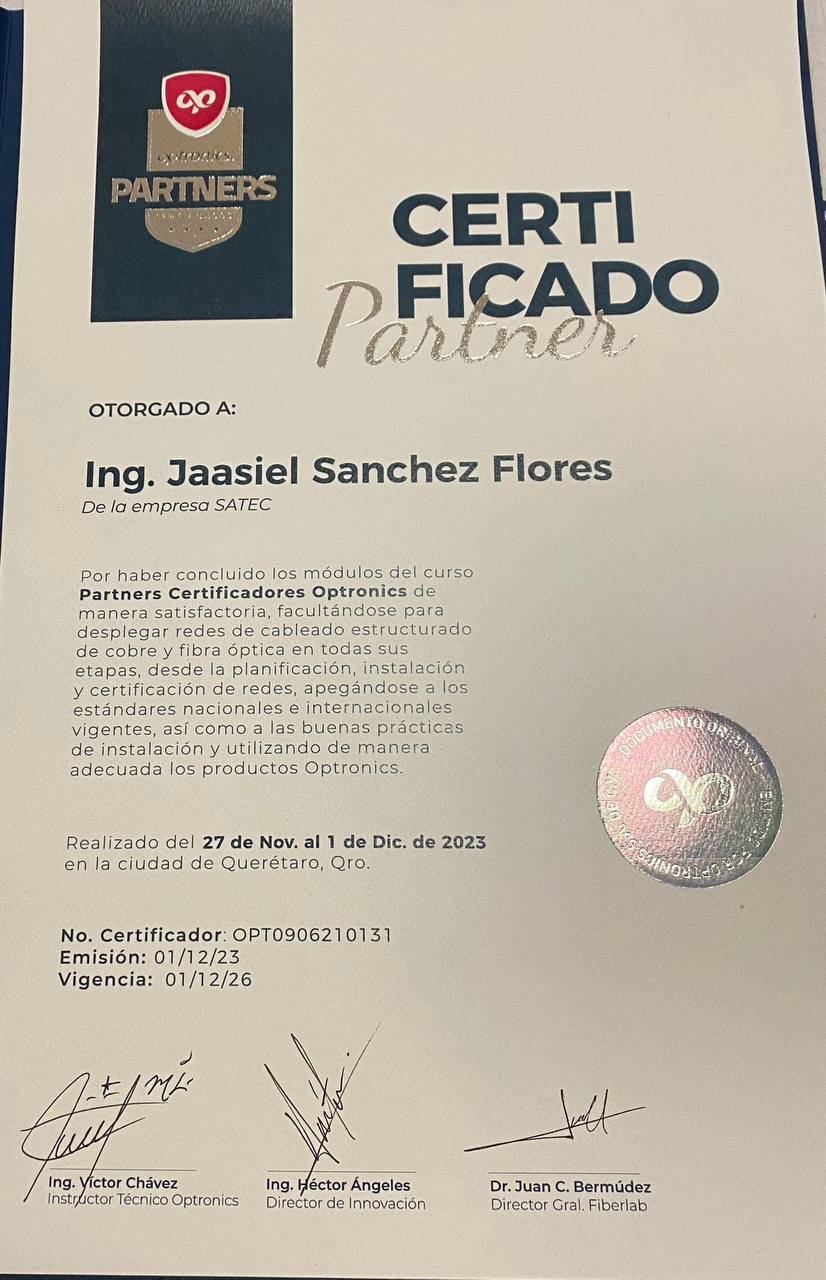 optronics
PARTNERS
CERTI
FICADO
Partner
OTORGADO A:
Ing. Jaasiel Sanchez Flores
De la empresa SATEC
Por haber concluido los módulos del curso
Partners Certificadores Optronics de
manera satisfactoria, facultándose para
desplegar redes de cableado estructurado
de cobre y fibra óptica en todas sus
etapas, desde la planificación, instalación
y certificación de redes, apegándose a los
estándares nacionales e internacionales
vigentes, así como a las buenas prácticas
de instalación y utilizando de manera
adecuada los productos Optronics.
DOCUMENTO ORIGINAL
EMITIDO POR OPTRONICS S.A. DE C.V.
Realizado del 27 de Nov. al 1 de Dic. de 2023
en la ciudad de Querétaro, Qro.
No. Certificador: OPT0906210131
Emisión: 01/12/23
Vigencia: 01/12/26
Ing. Víctor Chávez
Instructor Técnico Optronics
Ing. Héctor Ángeles
Director de Innovación
Dr. Juan C. Bermúdez
Director Gral. Fiberlab